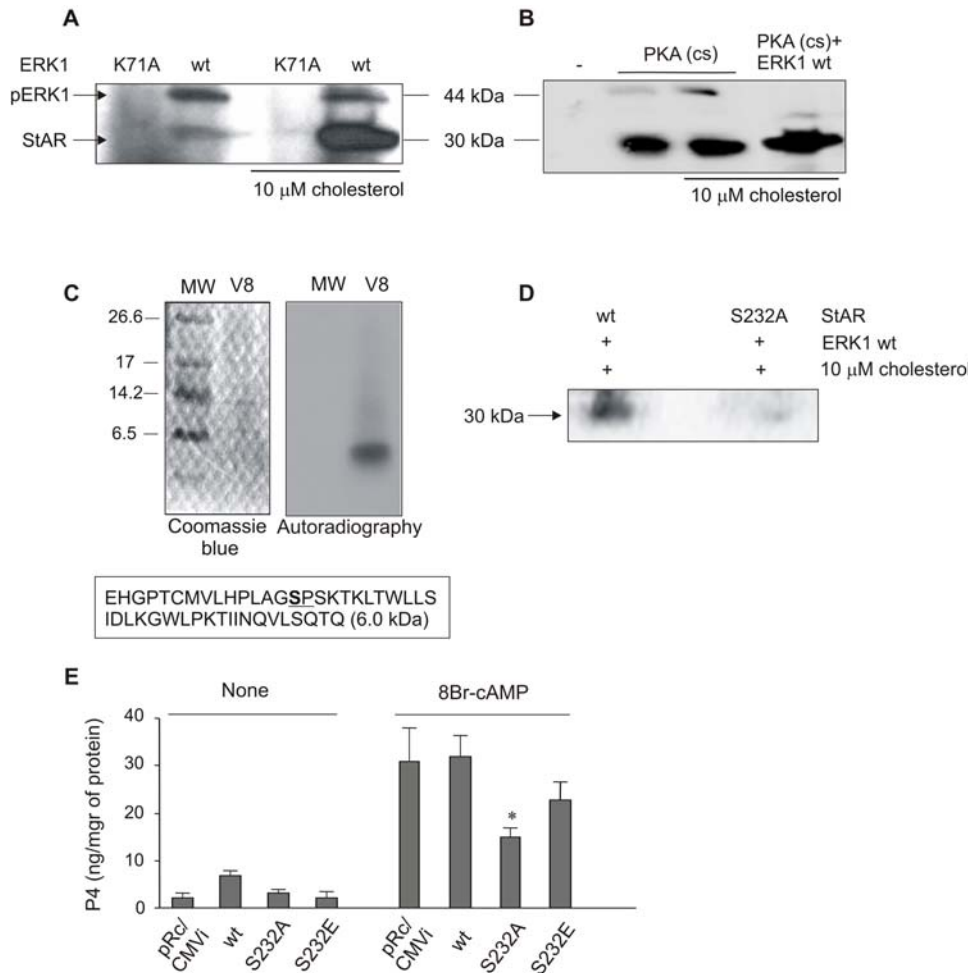 A
ERK1 K71A wt K71A wt
pERK1
StAR
10 μM cholesterol
44 kDa
30 kDa
B
- PKA (cs) PKA (cs)+
ERK1 wt
10 μM cholesterol
C
MW V8 MW V8
26.6
17
14.2
6.5
Coomassie
blue
Autoradiography
EHGPTCMVLHPLAGSPSKTKLTWLLS
IDLKGWLPKTIINQVLSQTQ (6.0 kDa)
D
wt S232A StAR
+ + ERK1 wt
+ + 10 μM cholesterol
30 kDa
E
None 8Br-cAMP
P4 (ng/mgr of protein)
40
30
20
10
0
*
pRc/
CMVi
wt
S232A
S232E
pRc/
CMVi
wt
S232A
S232E